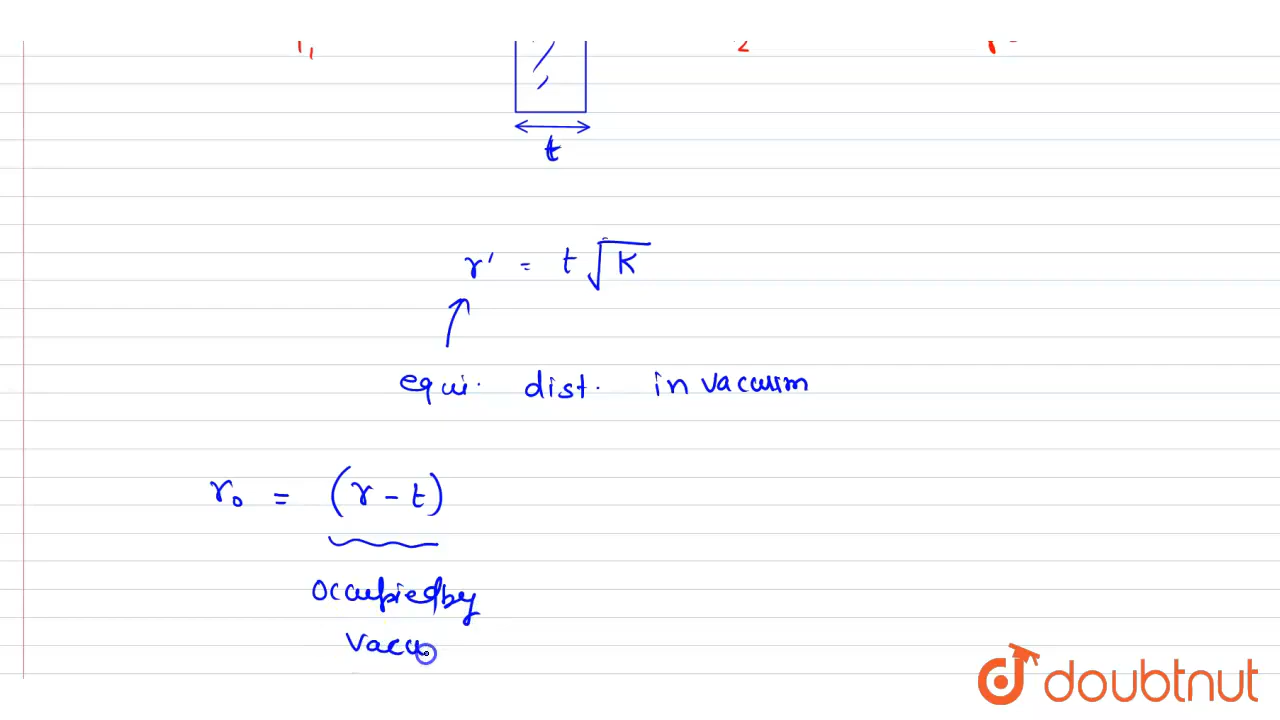 t
r' = t√K
equi. dist. in vacuum
r₀ = (r - t)
occupied by
vacu
doubtnut